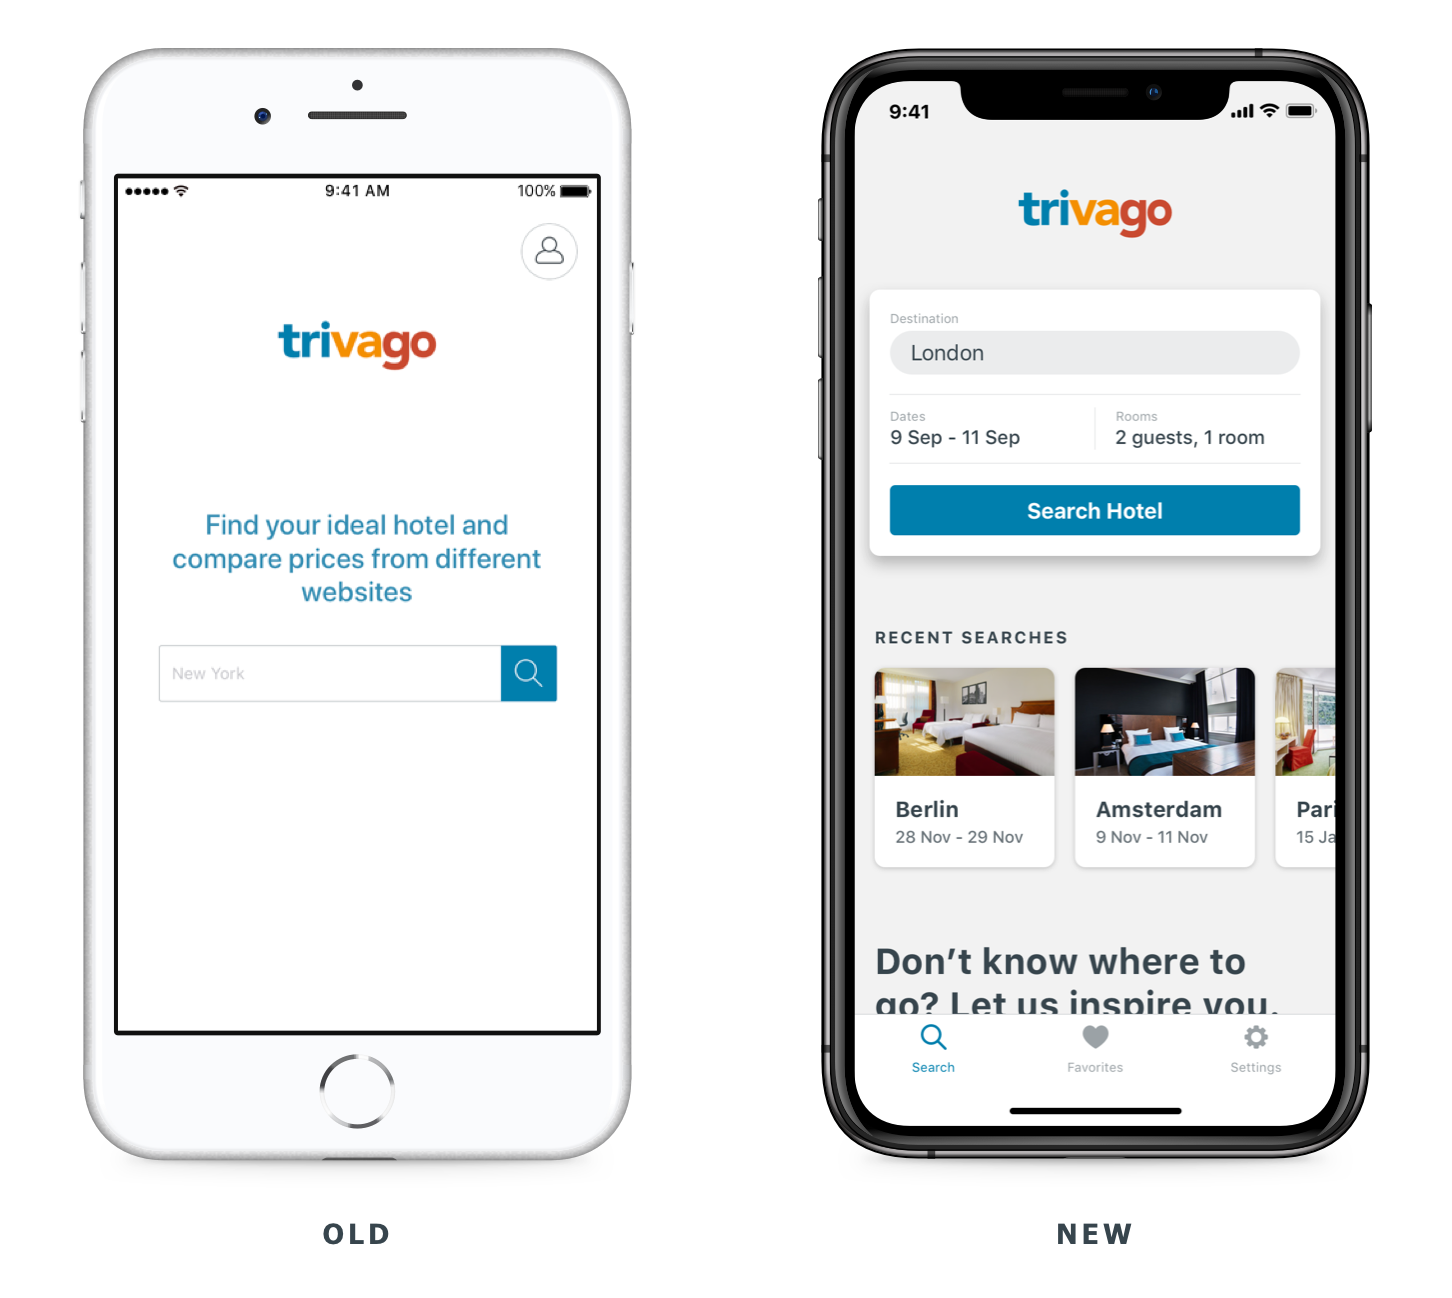 9:41 AM
100%
trivago
Find your ideal hotel and
compare prices from different
websites
New York
OLD
9:41
trivago
Destination
London
Dates
9 Sep - 11 Sep
Rooms
2 guests, 1 room
Search Hotel
RECENT SEARCHES
Berlin
28 Nov - 29 Nov
Amsterdam
9 Nov - 11 Nov
Pari
15 Ja
Don’t know where to
go? Let us inspire you.
Search
Favorites
Settings
NEW